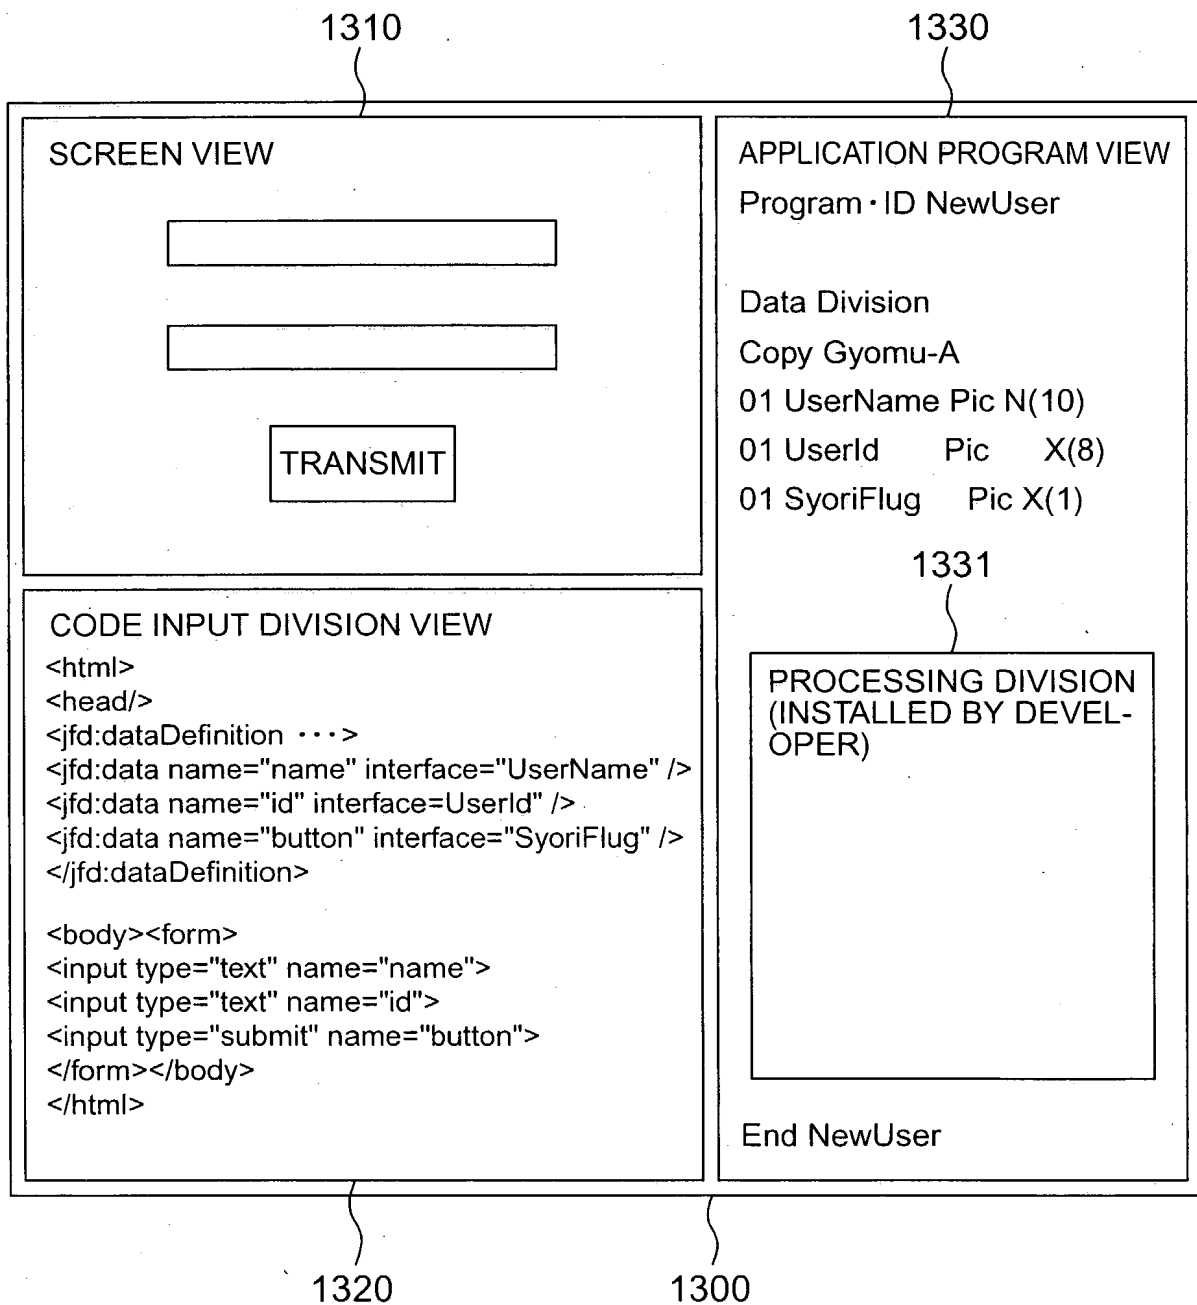 1310
1330
SCREEN VIEW
TRANSMIT
CODE INPUT DIVISION VIEW
<html>
<head/>
<jfd:dataDefinition ···>
<jfd:data name="name" interface="UserName" />
<jfd:data name="id" interface=UserId" />
<jfd:data name="button" interface="SyoriFlug" />
</jfd:dataDefinition>
<body><form>
<input type="text" name="name">
<input type="text" name="id">
<input type="submit" name="button">
</form></body>
</html>
APPLICATION PROGRAM VIEW
Program・ID NewUser
Data Division
Copy Gyomu-A
01 UserName Pic N(10)
01 UserId Pic X(8)
01 SyoriFlug Pic X(1)
1331
PROCESSING DIVISION
(INSTALLED BY DEVEL-
OPER)
End NewUser
1320
1300